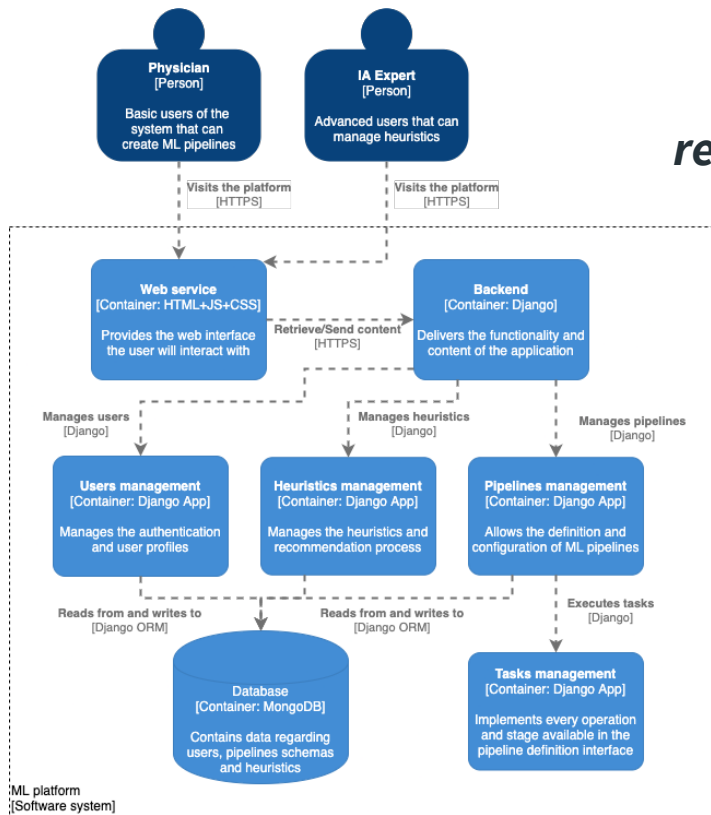 Physician
[Person]
Basic users of the
system that can
create ML pipelines
IA Expert
[Person]
Advanced users that can
manage heuristics
re
Visits the platform
[HTTPS]
Visits the platform
[HTTPS]
Web service
[Container: HTML+JS+CSS]
Provides the web interface
the user will interact with
Retrieve/Send content
[HTTPS]
Backend
[Container: Django]
Delivers the functionality and
content of the application
Manages users
[Django]
Manages heuristics
[Django]
Manages pipelines
[Django]
Users management
[Container: Django App]
Manages the authentication
and user profiles
Heuristics management
[Container: Django App]
Manages the heuristics and
recommendation process
Pipelines management
[Container: Django App]
Allows the definition and
configuration of ML pipelines
Reads from and writes to
[Django ORM]
Reads from and writes to
[Django ORM]
Executes tasks
[Django]
Database
[Container: MongoDB]
Contains data regarding
users, pipelines schemas
and heuristics
Tasks management
[Container: Django App]
Implements every operation
and stage available in the
pipeline definition interface
ML platform
[Software system]